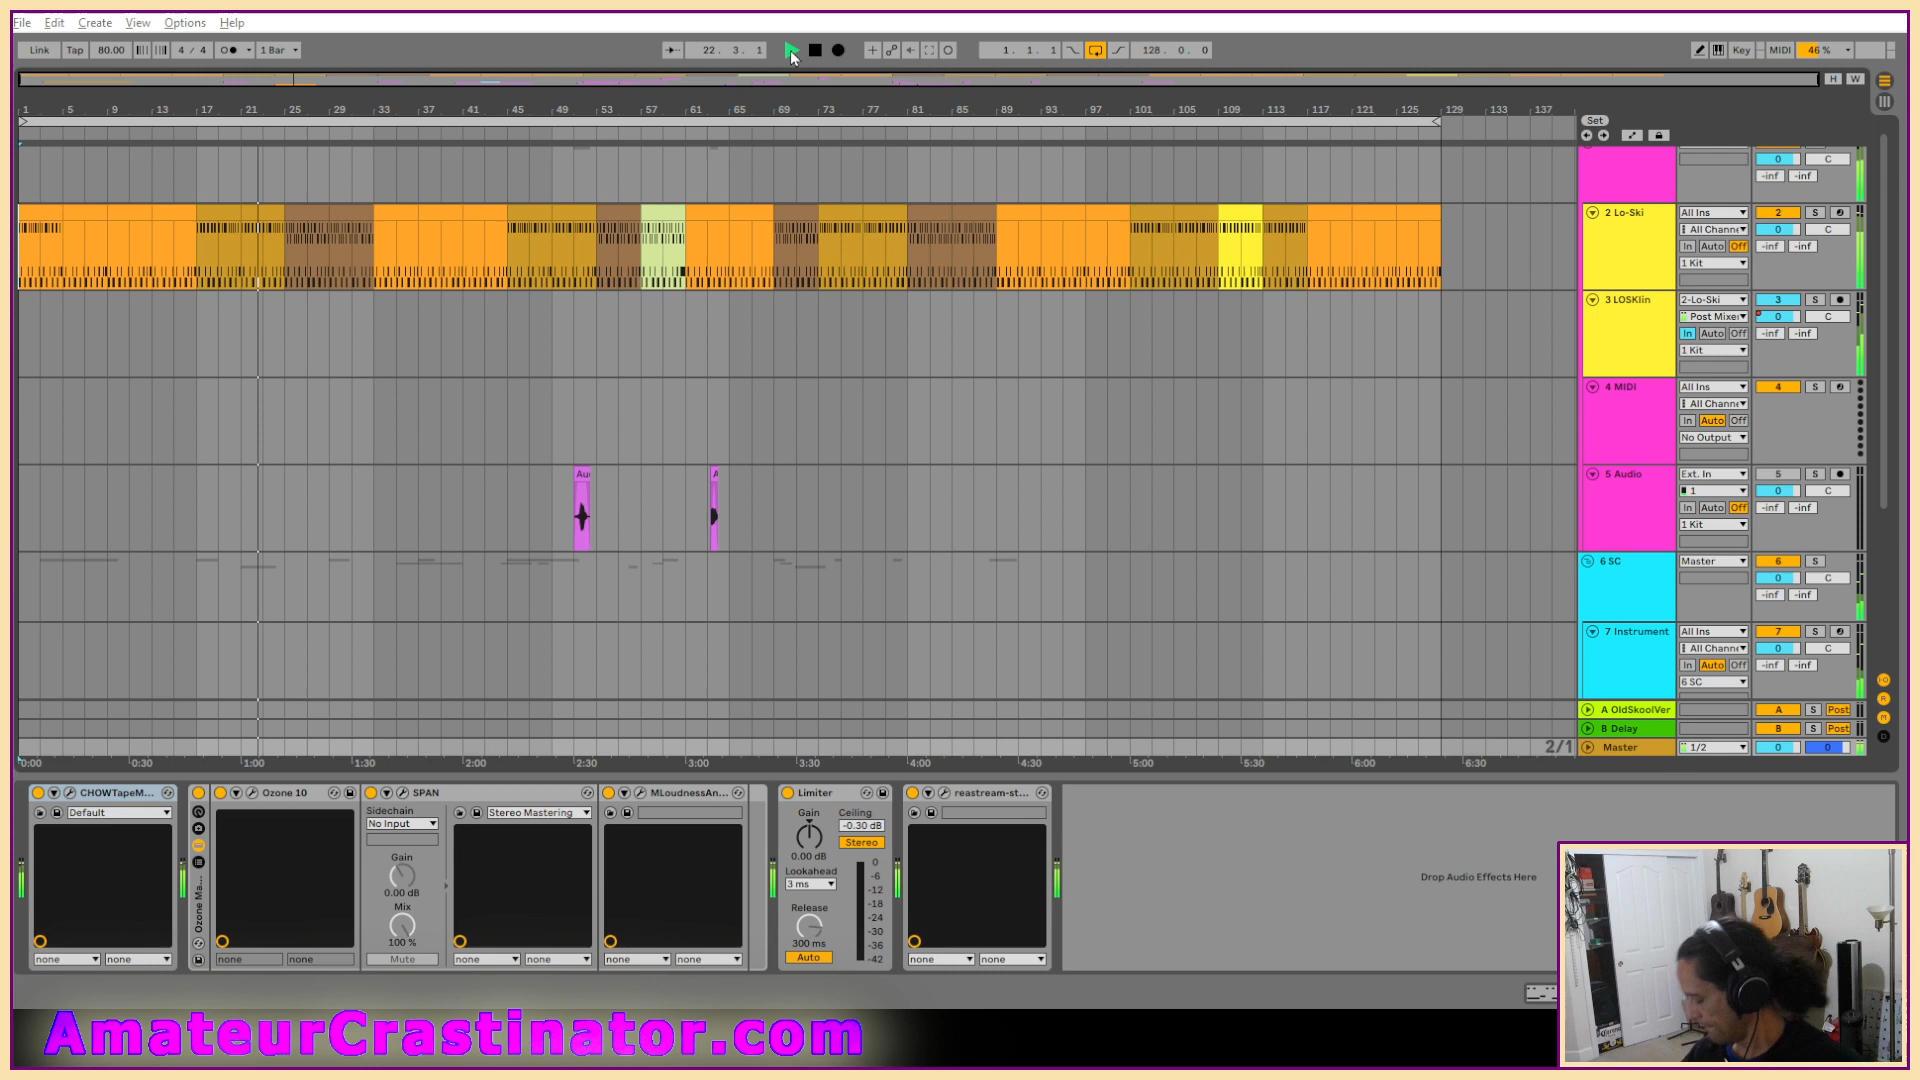 File Edit Create View Options Help
Link Tap 80.00 4 / 4 1 Bar 22. 3. 1 1. 1. 1 128. 0. 0 Key MIDI 46 %
H W
1 5 9 13 17 21 25 29 33 37 41 45 49 53 57 61 65 69 73 77 81 85 89 93 97 101 105 109 113 117 121 125 129 133 137
Set
0 C
-inf -inf
2 Lo-Ski All Ins 2 S
All Channe 0 C
In Auto Off -inf -inf
1 Kit
3 LOSKlin 2-Lo-Ski 3 S
Post Mixer 0 C
In Auto Off -inf -inf
1 Kit
4 MIDI All Ins 4 S
All Channe
In Auto Off
No Output
Au 5 Audio Ext. In 5 S
1 0 C
In Auto Off -inf -inf
1 Kit
6 SC Master 6 S
0 C
-inf -inf
7 Instrument All Ins 7 S
All Channe 0 C
In Auto Off -inf -inf
6 SC
A OldSkoolVer A S Post
B Delay B S Post
2/1 Master 1/2 0 0
0:00 0:30 1:00 1:30 2:00 2:30 3:00 3:30 4:00 4:30 5:00 5:30 6:00 6:30
CHOWTapeM... Ozone 10 SPAN MLoudnessAn... Limiter reastream-st...
Default Sidechain Stereo Mastering Gain Ceiling
No Input -0.30 dB
Stereo
Gain 0.00 dB
0.00 dB Lookahead
3 ms
Mix Release
100 % 300 ms
none none none none Mute none none none none Auto none none
0
-6
-12
-18
-24
-30
-36
-42
Ozone Ma...
Drop Audio Effects Here
AmateurCrastinator.com